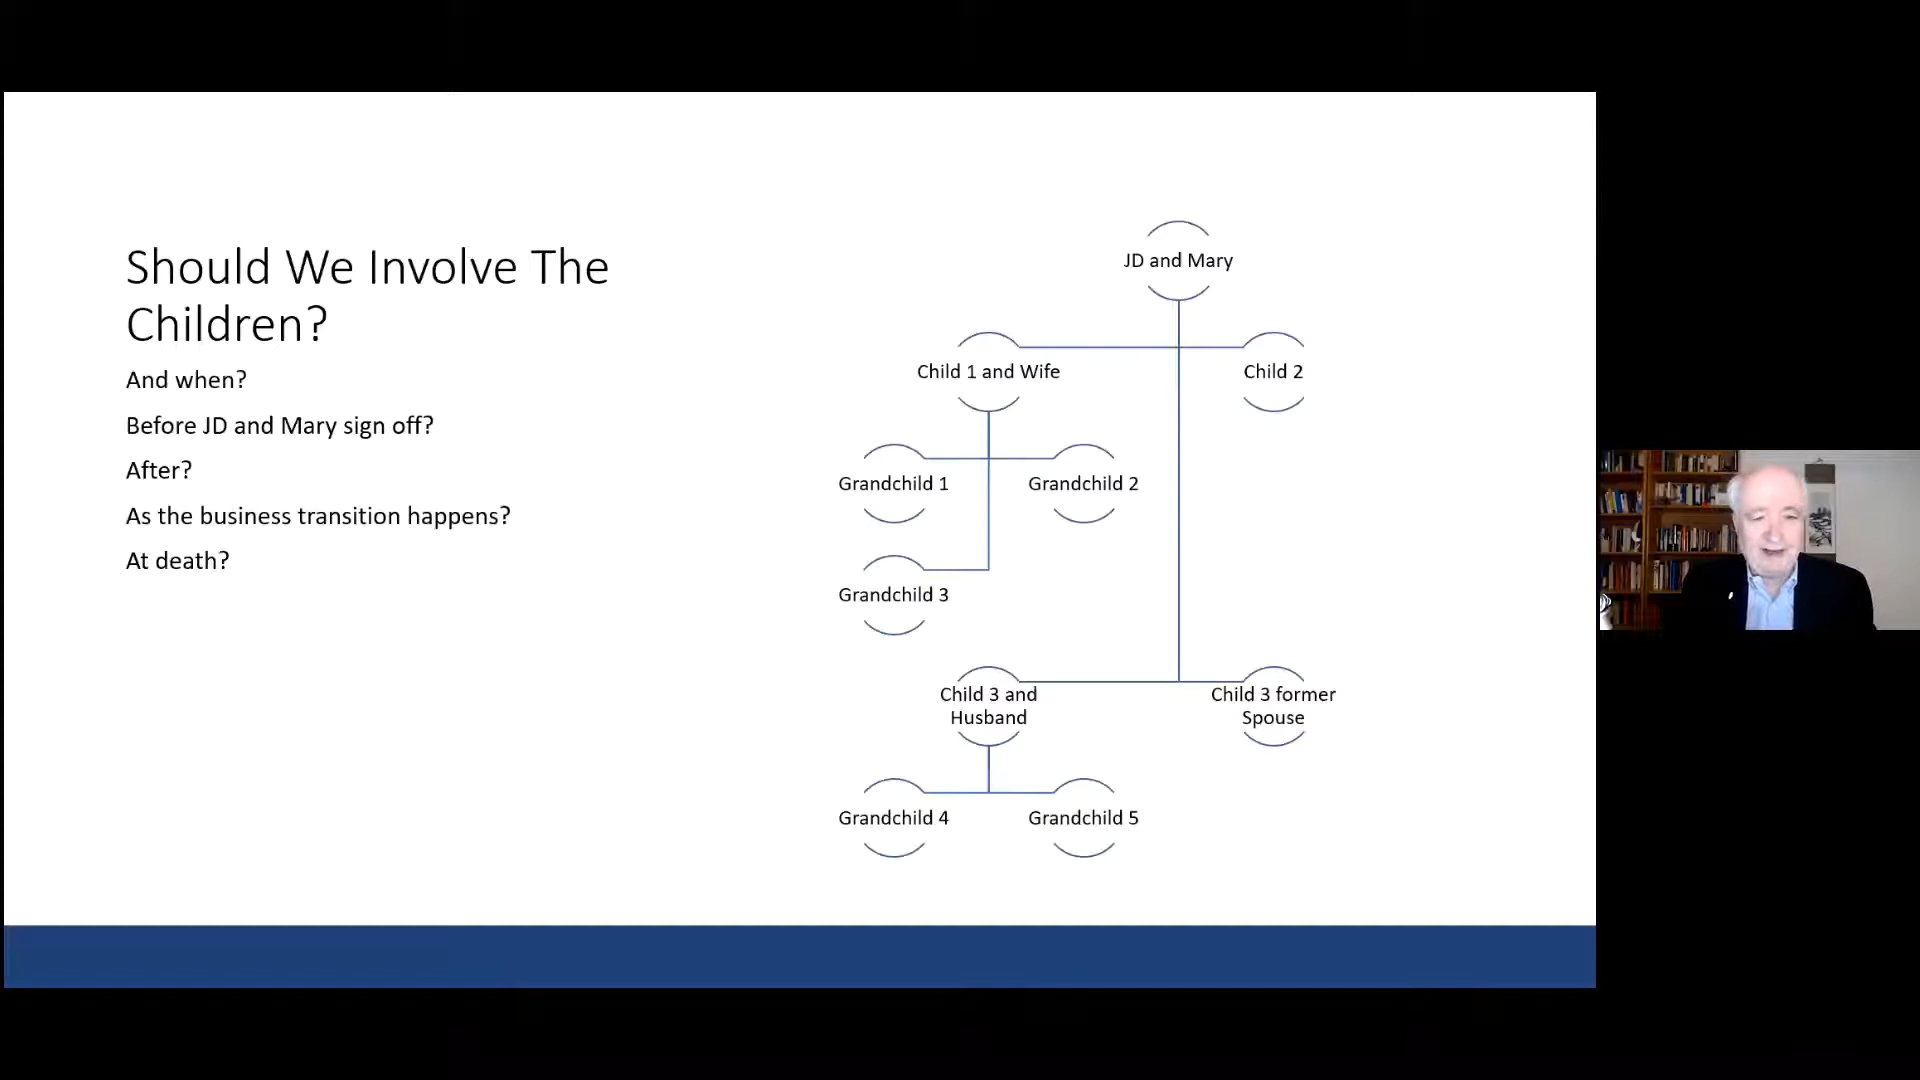 Should We Involve The
Children?
And when?
Before JD and Mary sign off?
After?
As the business transition happens?
At death?
JD and Mary
Child 1 and Wife
Child 2
Grandchild 1
Grandchild 2
Grandchild 3
Child 3 and
Husband
Child 3 former
Spouse
Grandchild 4
Grandchild 5